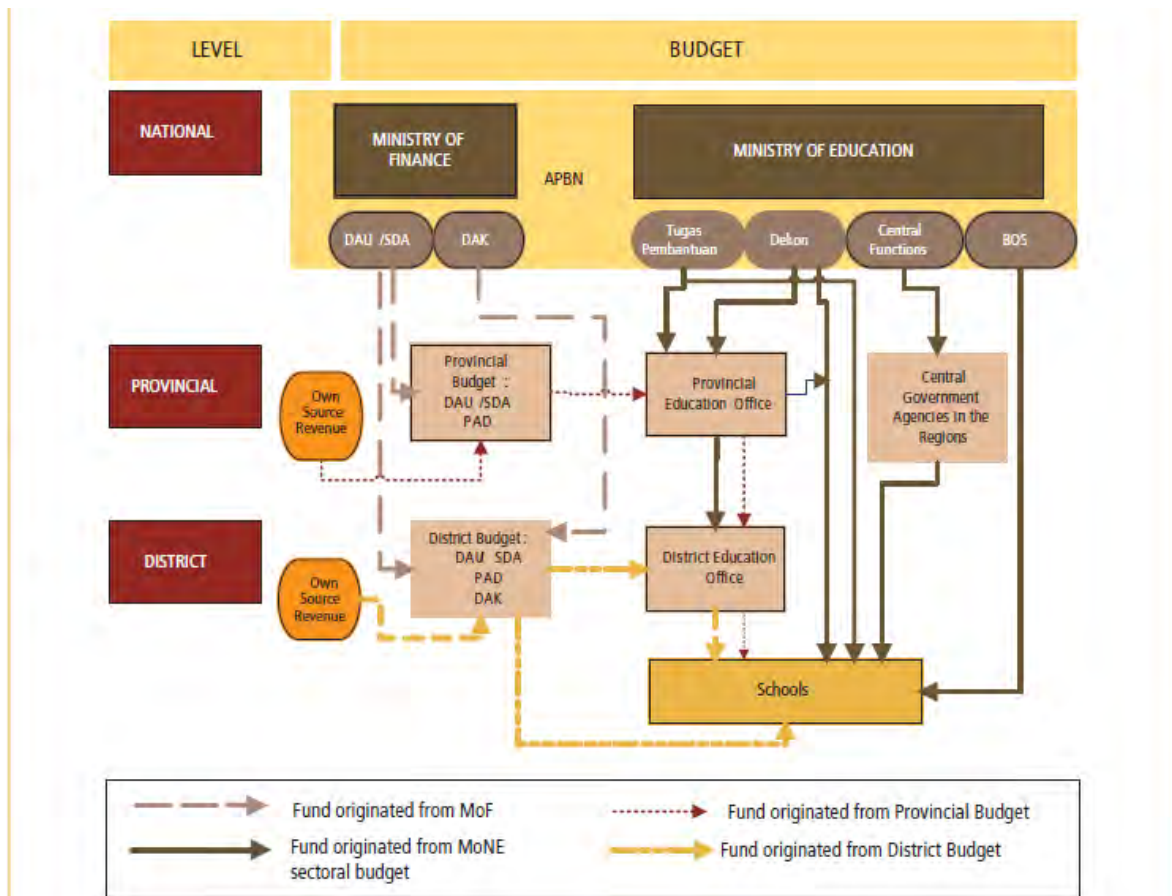 LEVEL
BUDGET
NATIONAL
MINISTRY OF
FINANCE
APBN
MINISTRY OF EDUCATION
DAU /SDA
DAK
Tugas
Pembantuan
Dekon
Central
Functions
BOS
PROVINCIAL
Own
Source
Revenue
Provincial
Budget :
DAU /SDA
PAD
Provincial
Education Office
Central
Government
Agencies in the
Regions
DISTRICT
Own
Source
Revenue
District Budget :
DAU/ SDA
PAD
DAK
District Education
Office
Schools
Fund originated from MoF
Fund originated from Provincial Budget
Fund originated from MoNE
sectoral budget
Fund originated from District Budget